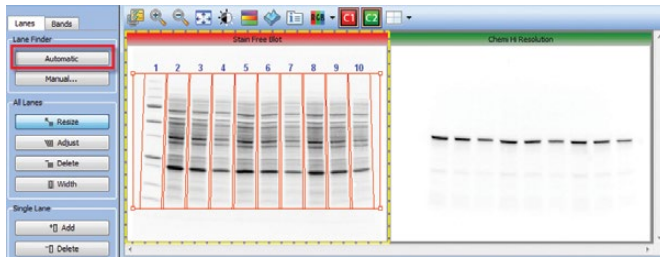 Lanes Bands
Lane Finder
Automatic
Manual...
All Lanes
Resize
Adjust
Delete
Width
Single Lane
Add
Delete
C1 C2
Stain Free Blot
1 2 3 4 5 6 7 8 9 10
Chemi Hi Resolution